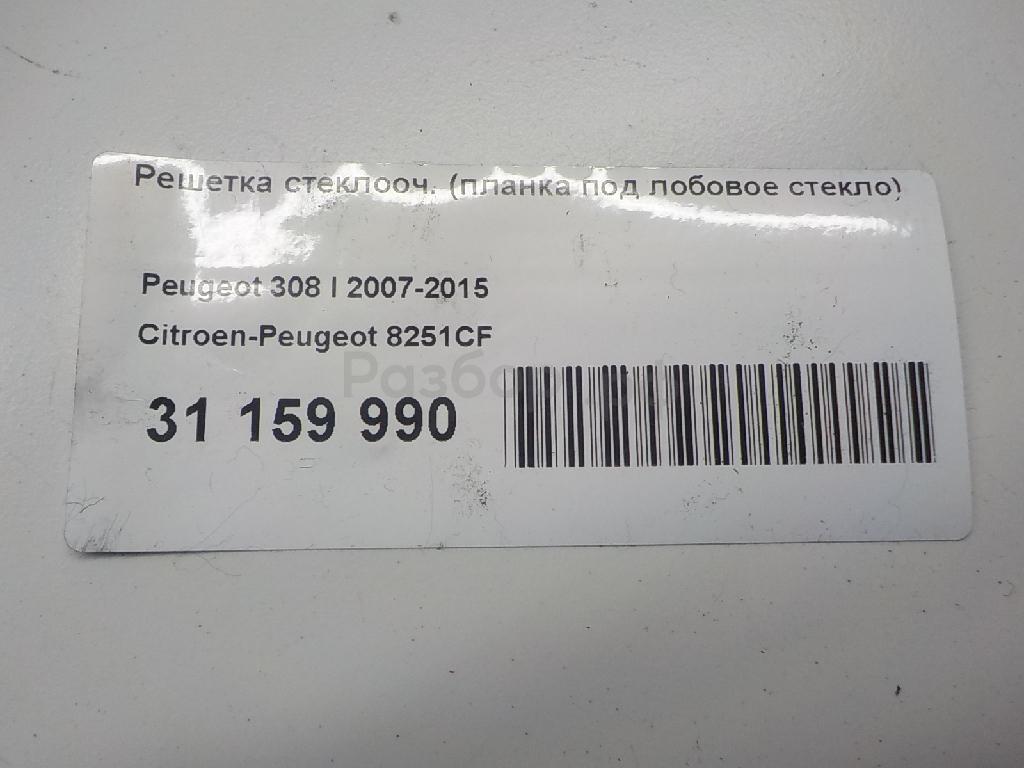 Решетка стеклооч. (планка под лобовое стекло)
Peugeot 308 I 2007-2015
Citroen-Peugeot 8251CF
31 159 990